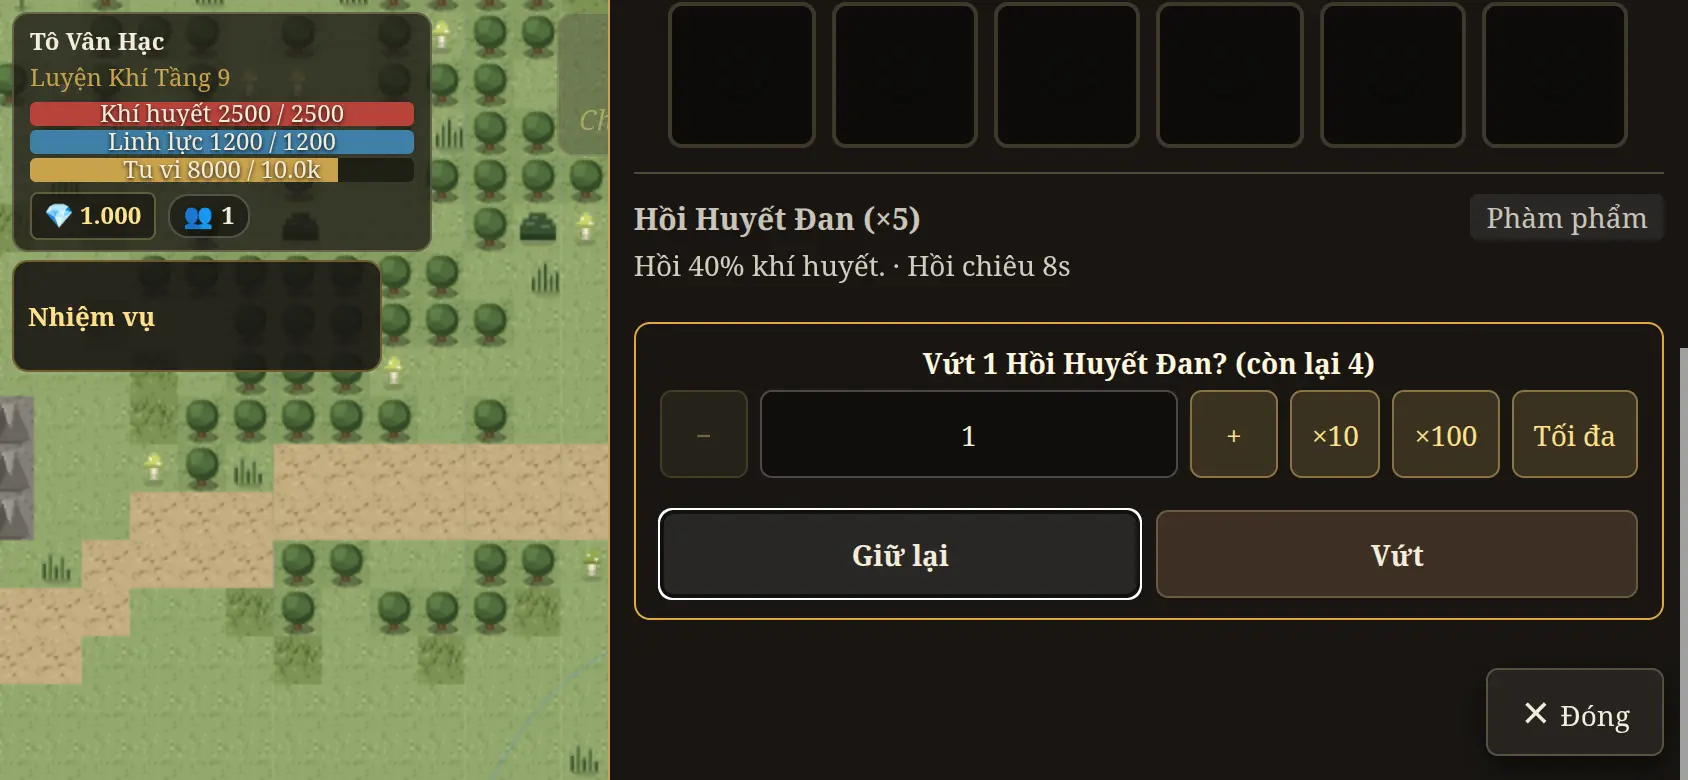 Tô Vân Hạc
Luyện Khí Tầng 9
Khí huyết 2500 / 2500
Linh lực 1200 / 1200
Tu vi 8000 / 10.0k
1.000
1
Nhiệm vụ
Ch
Hồi Huyết Đan (×5)
Phàm phẩm
Hồi 40% khí huyết. · Hồi chiêu 8s
Vứt 1 Hồi Huyết Đan? (còn lại 4)
− 1 + ×10 ×100 Tối đa
Giữ lại
Vứt
✕ Đóng